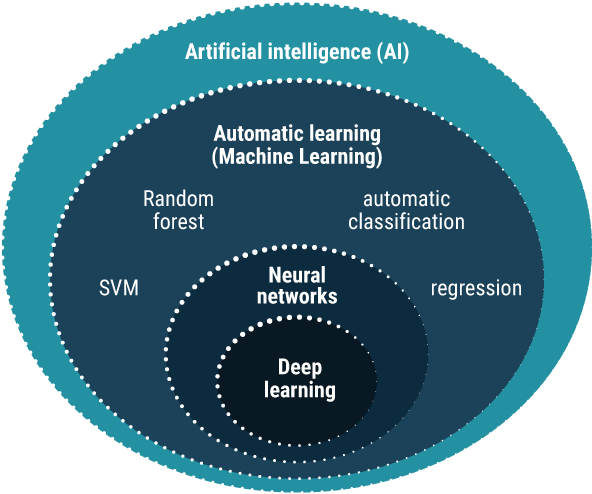 Artificial intelligence (AI)
Automatic learning
(Machine Learning)
Random
forest
automatic
classification
SVM
Neural
networks
regression
Deep
learning